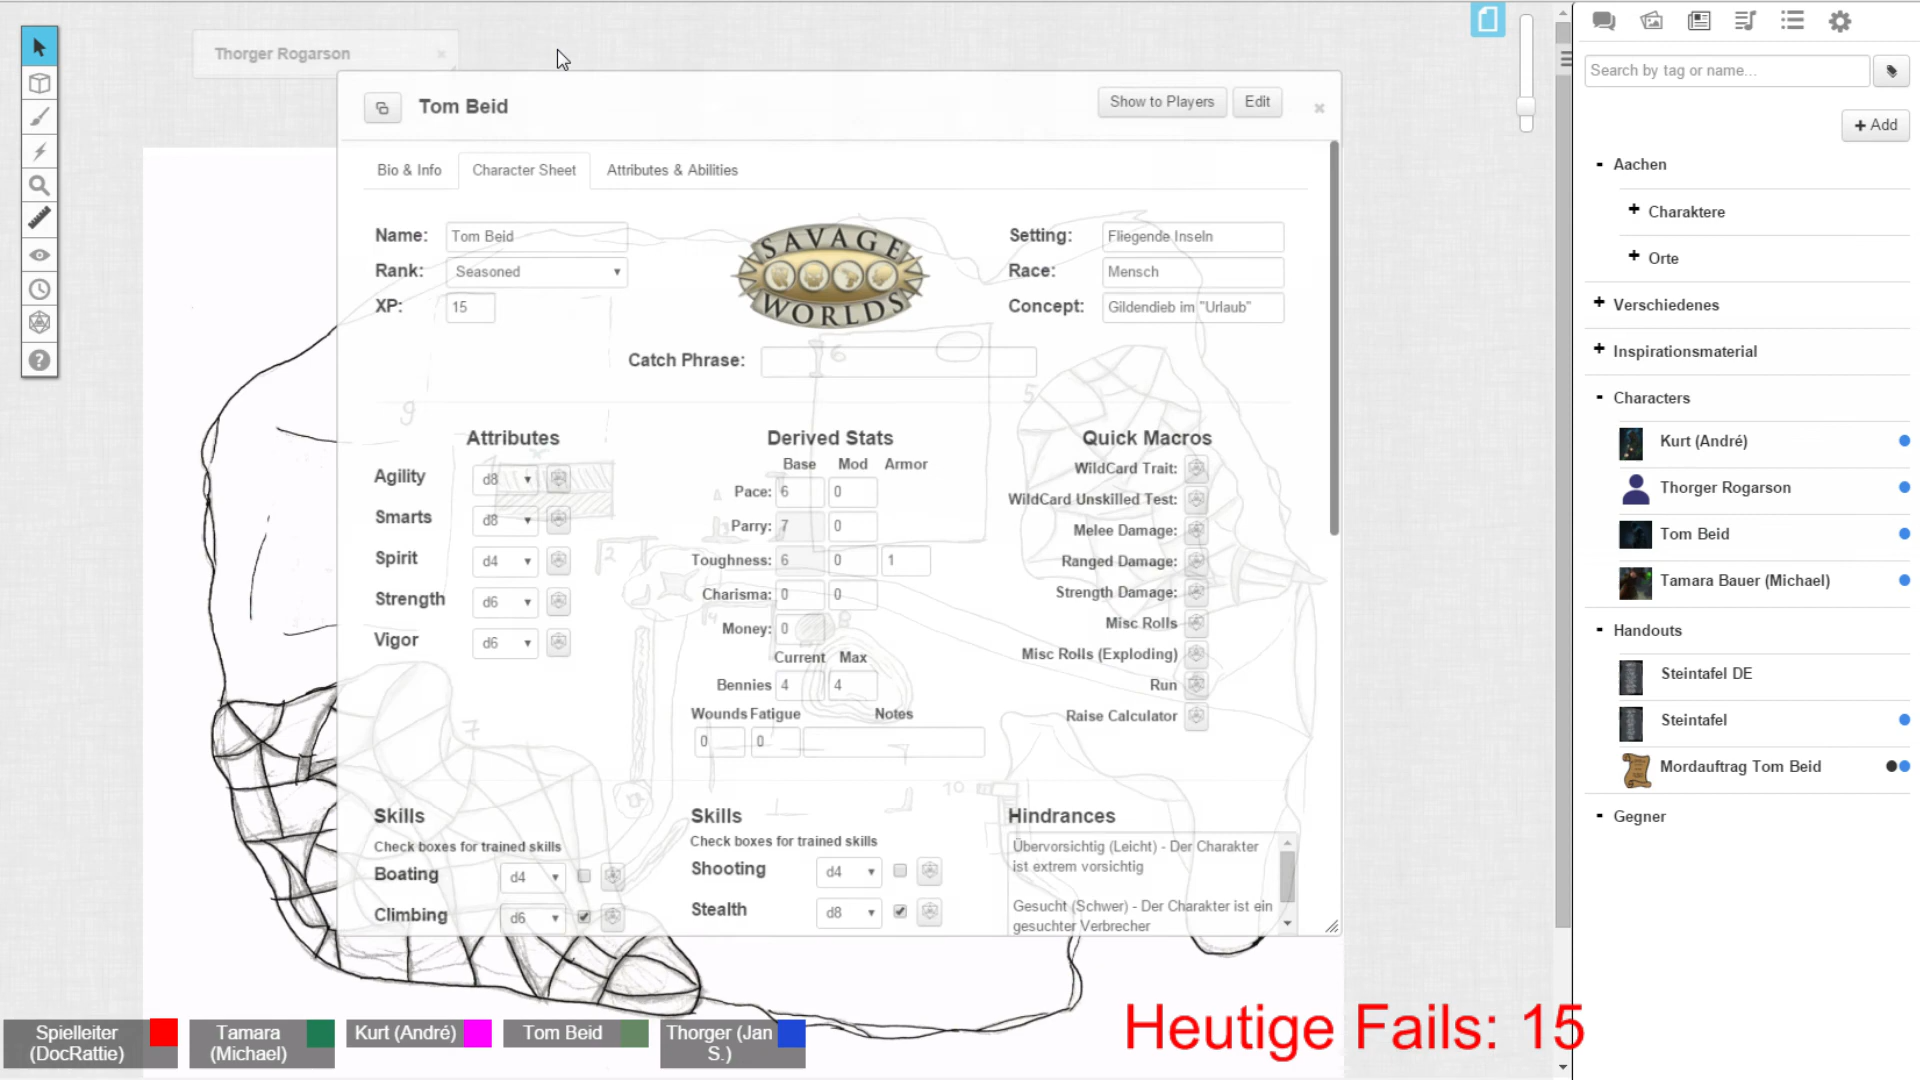 Thorger Rogarson
Tom Beid
Show to Players
Edit
Bio & Info
Character Sheet
Attributes & Abilities
Name: Tom Beid
Rank: Seasoned
XP: 15
SAVAGE
WORLDS
Setting: Fliegende Inseln
Race: Mensch
Concept: Gildendieb im "Urlaub"
Catch Phrase:
Attributes
Agility d8
Smarts d8
Spirit d4
Strength d6
Vigor d6
Derived Stats
Base Mod Armor
Pace: 6 0
Parry: 7 0
Toughness: 6 0 1
Charisma: 0 0
Money: 0
Current Max
Bennies 4 4
Wounds Fatigue Notes
0 0
Quick Macros
WildCard Trait:
WildCard Unskilled Test:
Melee Damage:
Ranged Damage:
Strength Damage:
Misc Rolls
Misc Rolls (Exploding)
Run
Raise Calculator
Skills
Check boxes for trained skills
Boating d4
Climbing d6
Skills
Check boxes for trained skills
Shooting d4
Stealth d8
Hindrances
Übervorsichtig (Leicht) - Der Charakter
ist extrem vorsichtig
Gesucht (Schwer) - Der Charakter ist ein
gesuchter Verbrecher
9
6
5
7
10
Search by tag or name...
+ Add
Aachen
Charaktere
Orte
Verschiedenes
Inspirationsmaterial
Characters
Kurt (André)
Thorger Rogarson
Tom Beid
Tamara Bauer (Michael)
Handouts
Steintafel DE
Steintafel
Mordauftrag Tom Beid
Gegner
Spielleiter
(DocRattie)
Tamara
(Michael)
Kurt (André)
Tom Beid
Thorger (Jan
S.)
Heutige Fails: 15